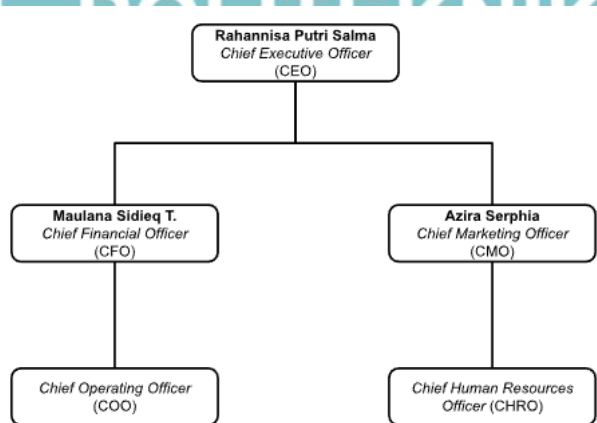 Rahannisa Putri Salma
Chief Executive Officer
(CEO)
Maulana Sidieq T.
Chief Financial Officer
(CFO)
Azira Serphia
Chief Marketing Officer
(CMO)
Chief Operating Officer
(COO)
Chief Human Resources
Officer (CHRO)